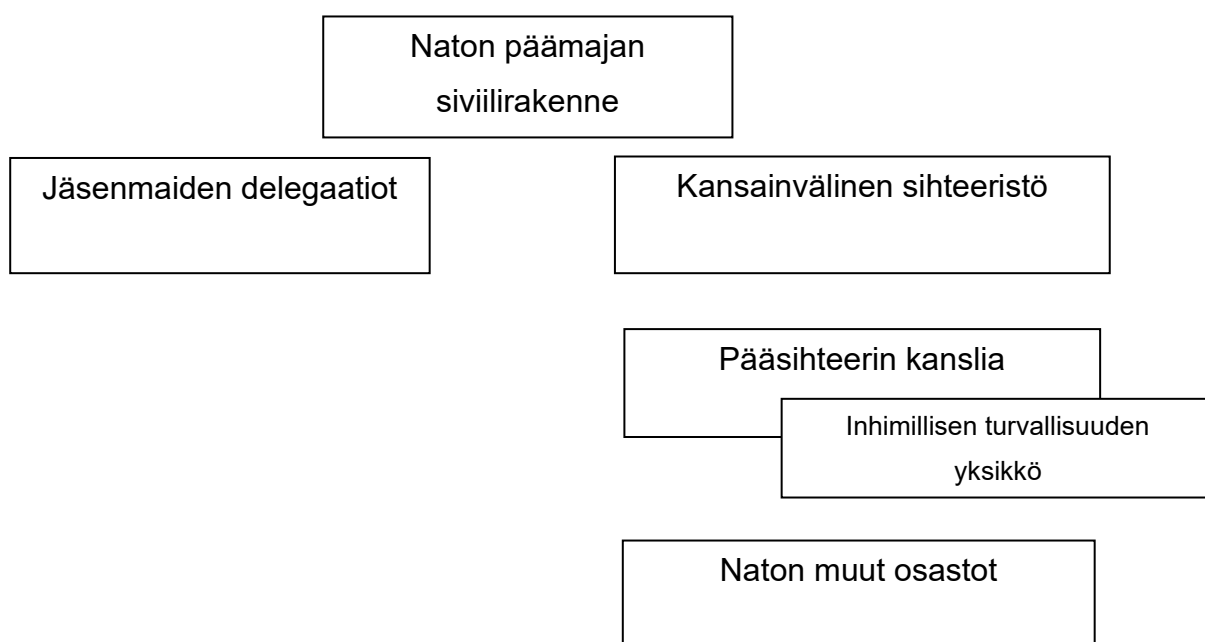 Naton päämajan
siviilirakenne
Jäsenmaiden delegaatiot
Kansainvälinen sihteeristö
Pääsihteerin kanslia
Inhimillisen turvallisuuden
yksikkö
Naton muut osastot